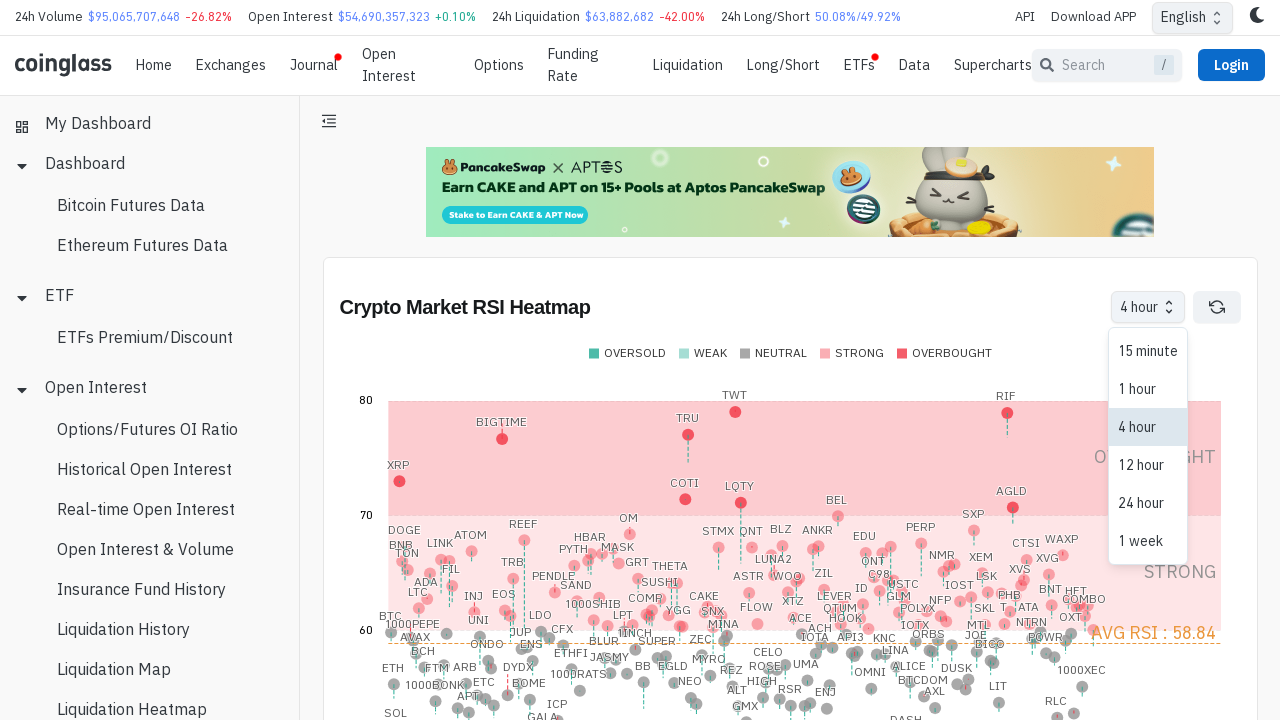 24h Volume $95,065,707,648 -26.82% Open Interest $54,690,357,323 +0.10% 24h Liquidation $63,882,682 -42.00% 24h Long/Short 50.08%/49.92% API Download APP English
coinglass Home Exchanges Journal Open Interest Options Funding Rate Liquidation Long/Short ETFs Data Supercharts Search / Login
My Dashboard
Dashboard
Bitcoin Futures Data
Ethereum Futures Data
ETF
ETFs Premium/Discount
Open Interest
Options/Futures OI Ratio
Historical Open Interest
Real-time Open Interest
Open Interest & Volume
Insurance Fund History
Liquidation History
Liquidation Map
Liquidation Heatmap
PancakeSwap X APTOS
Earn CAKE and APT on 15+ Pools at Aptos PancakeSwap
Stake to Earn CAKE & APT Now
Crypto Market RSI Heatmap
4 hour
15 minute
1 hour
4 hour
12 hour
24 hour
1 week
OVERSOLD WEAK NEUTRAL STRONG OVERBOUGHT
80
TWT RIF
BIGTIME TRU
XRP COTI LQTY AGLD
BEL
70
DOGE REEF OM SXP
BNB LINK ATOM HBAR STMX QNT BLZ ANKR EDU PERP CTSI WAXP
TON PYTH MASK
FIL TRB GRT THETA LUNA2 NMR XEM XVG
ADA PENDLE SAND SUSHI ASTR WOO ZIL C98 USTC IOST LSK XVS
LTC INJ EOS 1000SHIB COMP CAKE FLOW XTZ LEVER ID GLM NFP PHB BNT HFT COMBO
BTC 1000PEPE UNI LDO CFX LPT YGG SNX MINA ACE QTUM HOOK POLYX IOTX SKL T ATA OXT
STRONG
60
AVG RSI : 58.84
AVAX BCH ONDO JUP ENS BLUR 1INCH SUPER ZEC ACH IOTA API3 KNC ORBS MTL JOE NTRN POWR
ETH FTM ARB DYDX ETHFI JASMY BB EGLD MYRO CELO ROSE UMA LINA ALICE DUSK 1000XEC
1000BONK ETC BOME 1000RATS NEO REZ HIGH OMNI BTCDOM LIT
SOL APT ICP GALA ALT GMX RSR ENJ DASH AXL RLC